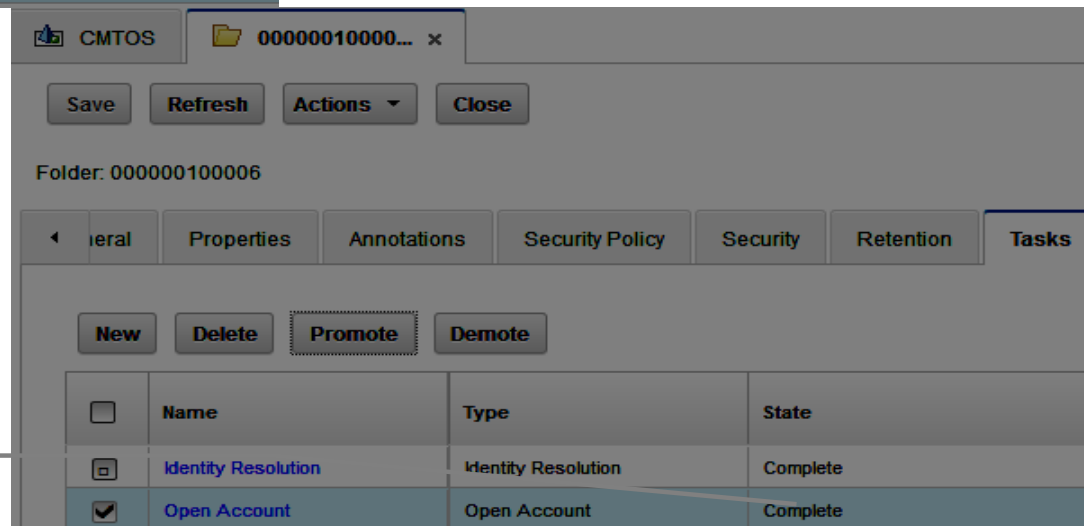 CMTOS 00000010000... ×
Save Refresh Actions Close
Folder: 000000100006
ieral Properties Annotations Security Policy Security Retention Tasks
New Delete Promote Demote
Name Type State
Identity Resolution Identity Resolution Complete
Open Account Open Account Complete